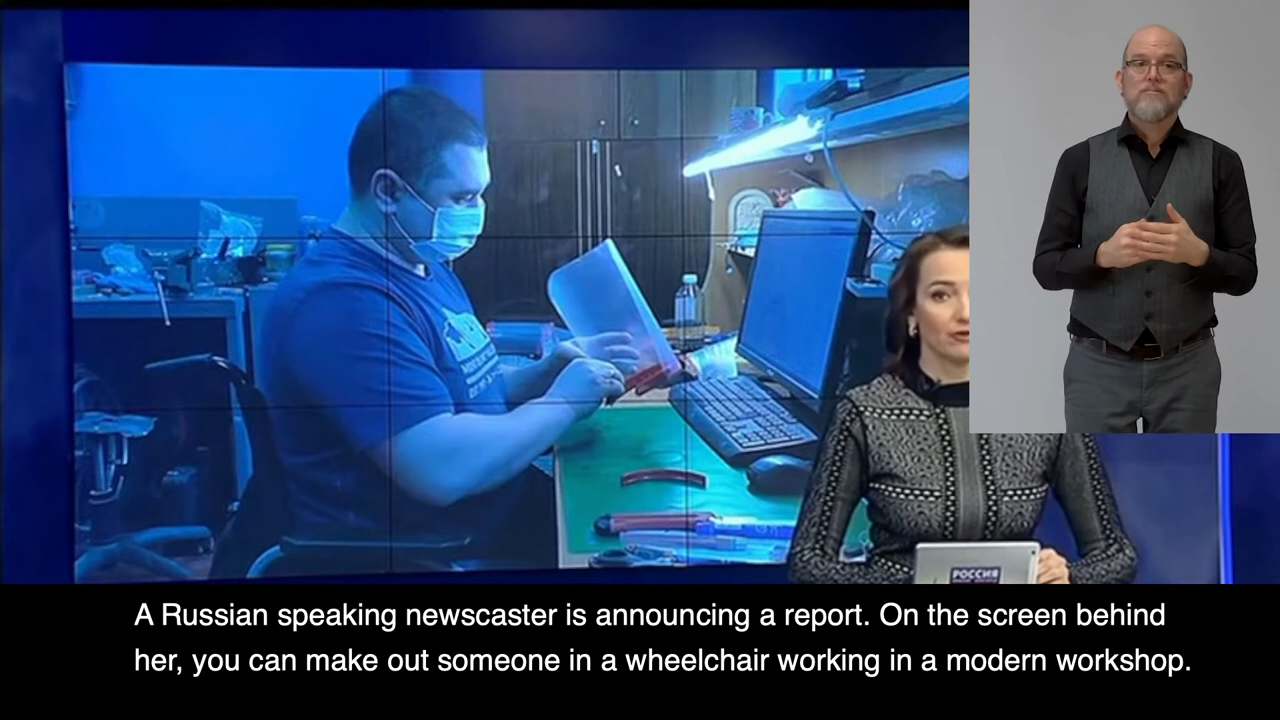 РОССИЯ
A Russian speaking newscaster is announcing a report. On the screen behind
her, you can make out someone in a wheelchair working in a modern workshop.